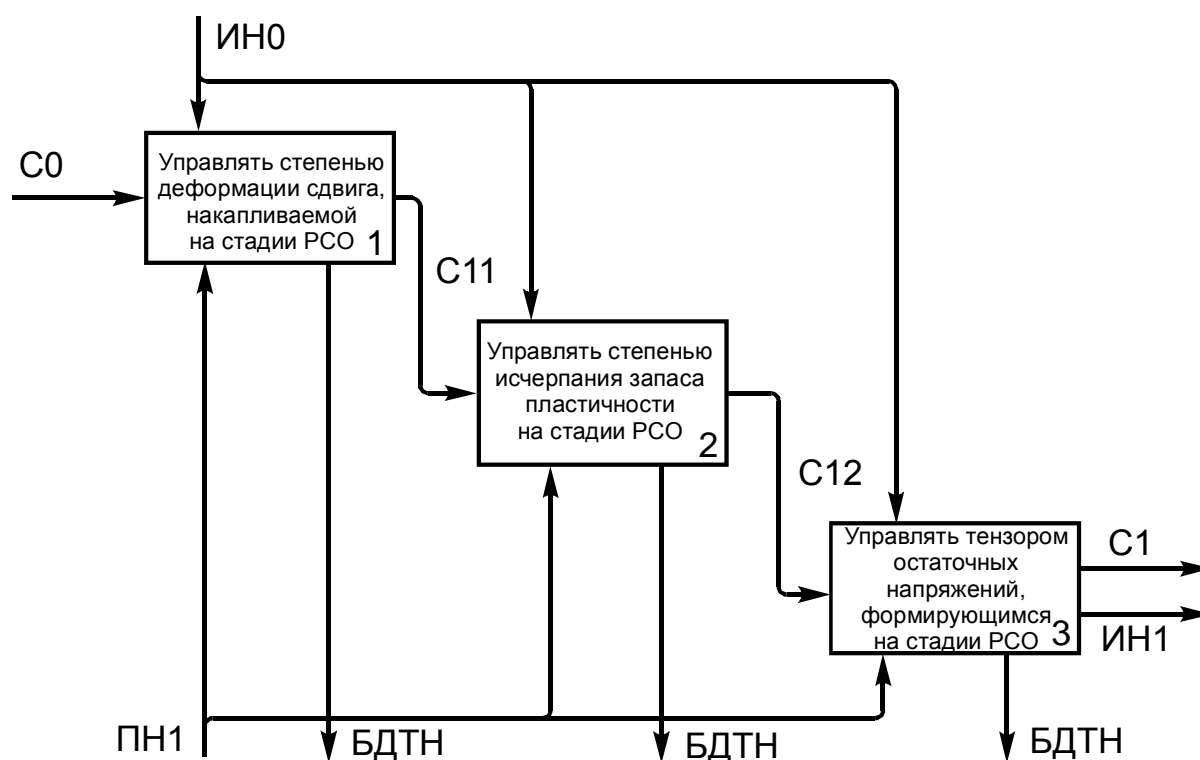 ИН0
С0
Управлять степенью
деформации сдвига,
накапливаемой
на стадии РСО 1
С11
Управлять степенью
исчерпания запаса
пластичности
на стадии РСО 2
С12
Управлять тензором
остаточных
напряжений,
формирующимся
на стадии РСО 3
С1
ИН1
ПН1
БДТН
БДТН
БДТН